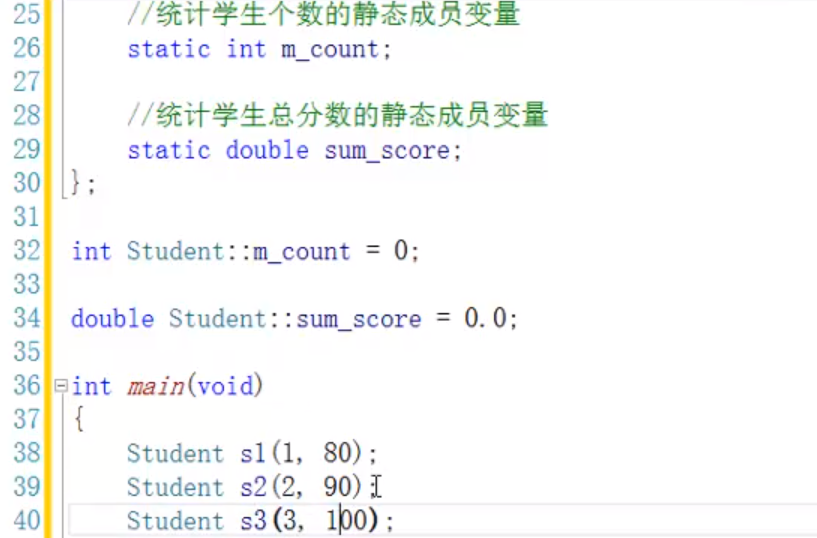 25 //统计学生个数的静态成员变量
26 static int m_count;
27
28 //统计学生总分数的静态成员变量
29 static double sum_score;
30 };
31
32 int Student::m_count = 0;
33
34 double Student::sum_score = 0.0;
35
36 int main(void)
37 {
38 Student s1(1, 80);
39 Student s2(2, 90);
40 Student s3(3, 100);